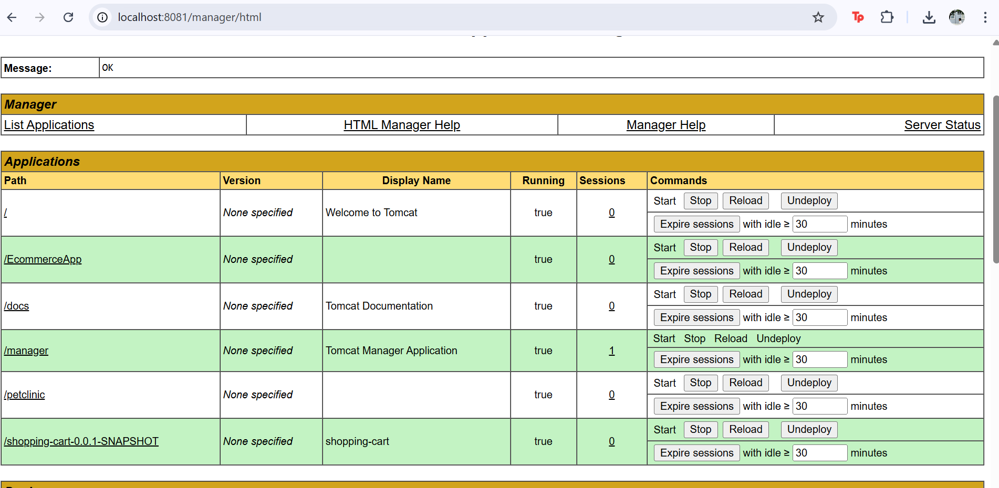 localhost:8081/manager/html
Message: OK
Manager
List Applications HTML Manager Help Manager Help Server Status
Applications
Path Version Display Name Running Sessions Commands
/ None specified Welcome to Tomcat true 0 Start Stop Reload Undeploy
Expire sessions with idle ≥ 30 minutes
/EcommerceApp None specified true 0 Start Stop Reload Undeploy
Expire sessions with idle ≥ 30 minutes
/docs None specified Tomcat Documentation true 0 Start Stop Reload Undeploy
Expire sessions with idle ≥ 30 minutes
/manager None specified Tomcat Manager Application true 1 Start Stop Reload Undeploy
Expire sessions with idle ≥ 30 minutes
/petclinic None specified true 0 Start Stop Reload Undeploy
Expire sessions with idle ≥ 30 minutes
/shopping-cart-0.0.1-SNAPSHOT None specified shopping-cart true 0 Start Stop Reload Undeploy
Expire sessions with idle ≥ 30 minutes